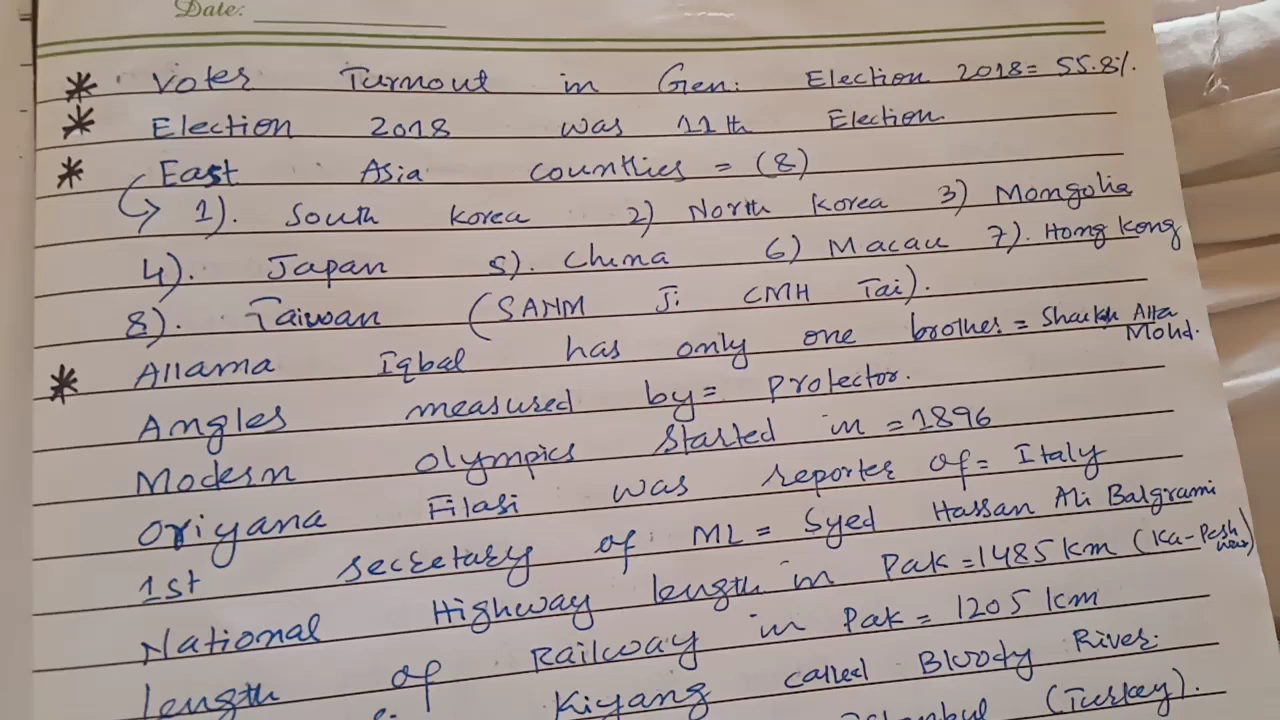 Date:
* Voter Turnout in Gen: Election 2018 = 55.8%.
* Election 2018 was 11th Election
* East Asia countries = (8)
↳ 1). South Korea 2) North Korea 3) Mongolia
4). Japan 5). China 6) Macau 7). Hong Kong
8). Taiwan (SANM Ji CMH Tai).
* Allama Iqbal has only one brother = Shaikh Atta Mohd.
Angles measured by = Protector.
Modern Olympics started in = 1896
Oriyana Filasi was reporter of = Italy
1st secretary of ML = Syed Hassan Ali Balgrami
National Highway length in Pak = 1485 km (Ka-Peshwar)
length of Railway in Pak = 1205 km
Kiyang called Bloody River.
(Turkey).